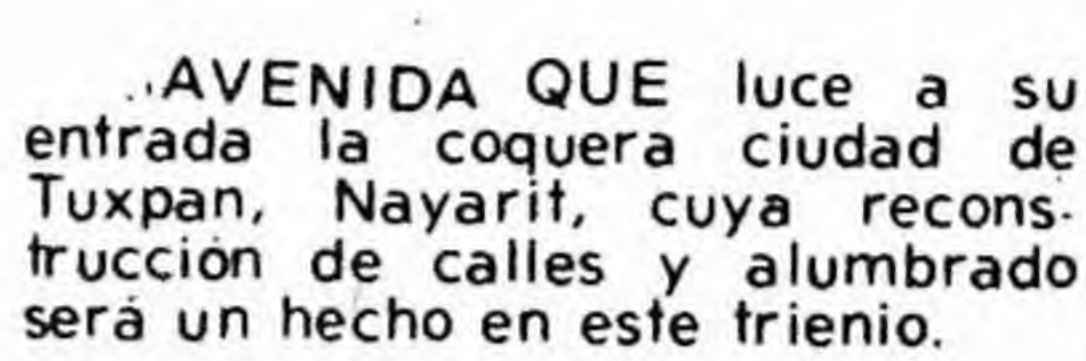 ..AVENIDA QUE luce a su
entrada la coquera ciudad de
Tuxpan, Nayarit, cuya recons-
trucción de calles y alumbrado
será un hecho en este trienio.